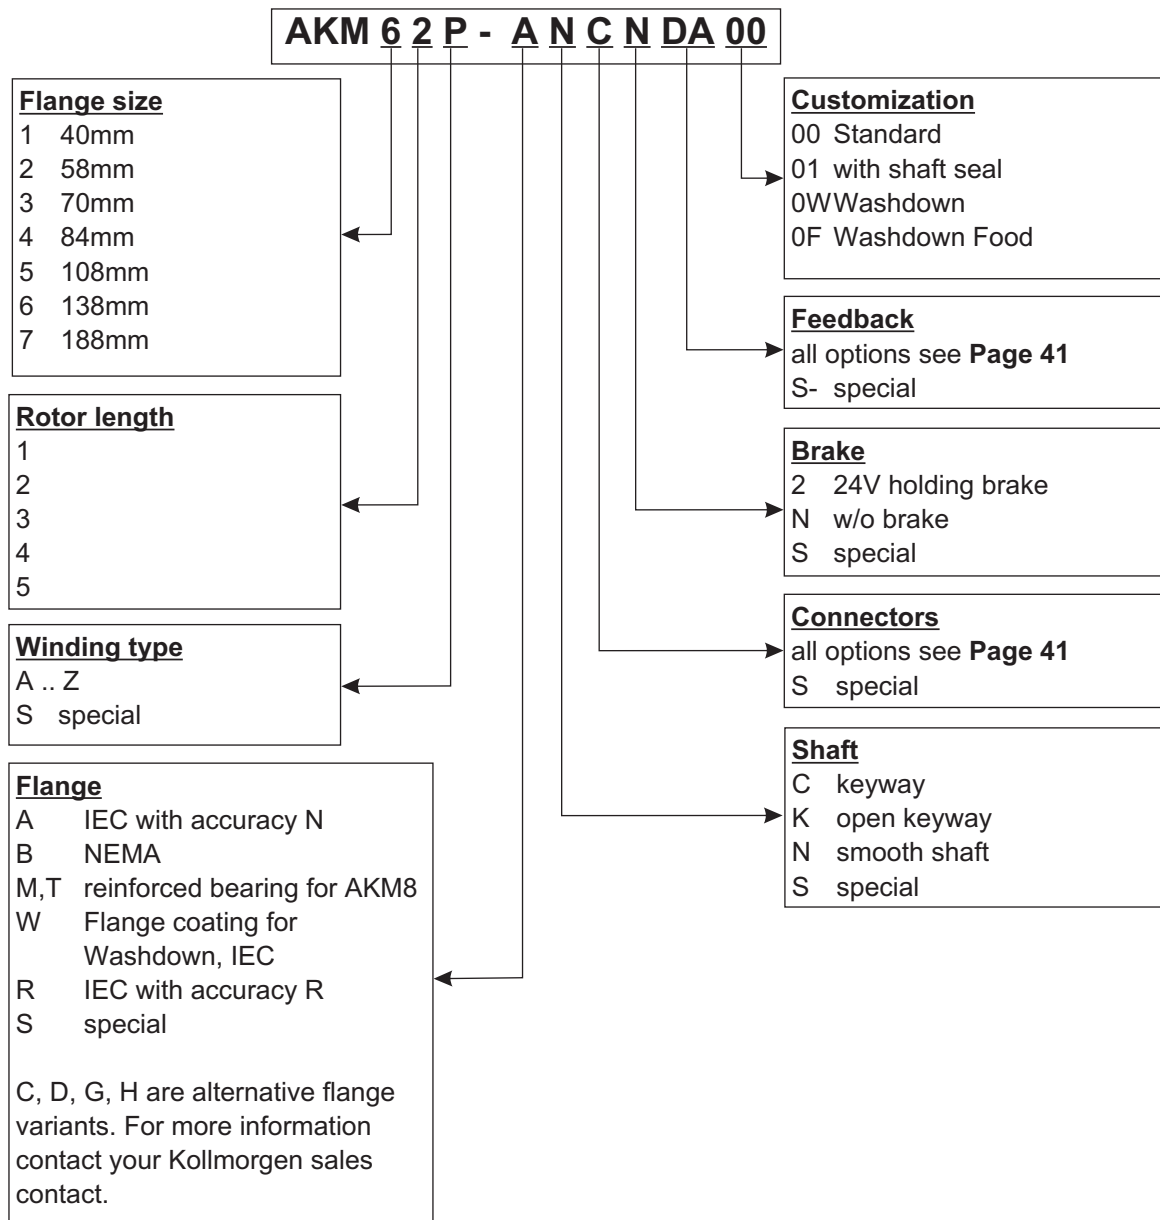 AKM 6 2 P - A N C N DA 00
Flange size
1 40mm
2 58mm
3 70mm
4 84mm
5 108mm
6 138mm
7 188mm
Rotor length
1
2
3
4
5
Winding type
A .. Z
S special
Flange
A IEC with accuracy N
B NEMA
M,T reinforced bearing for AKM8
W Flange coating for
Washdown, IEC
R IEC with accuracy R
S special
C, D, G, H are alternative flange
variants. For more information
contact your Kollmorgen sales
contact.
Customization
00 Standard
01 with shaft seal
0W Washdown
0F Washdown Food
Feedback
all options see Page 41
S- special
Brake
2 24V holding brake
N w/o brake
S special
Connectors
all options see Page 41
S special
Shaft
C keyway
K open keyway
N smooth shaft
S special